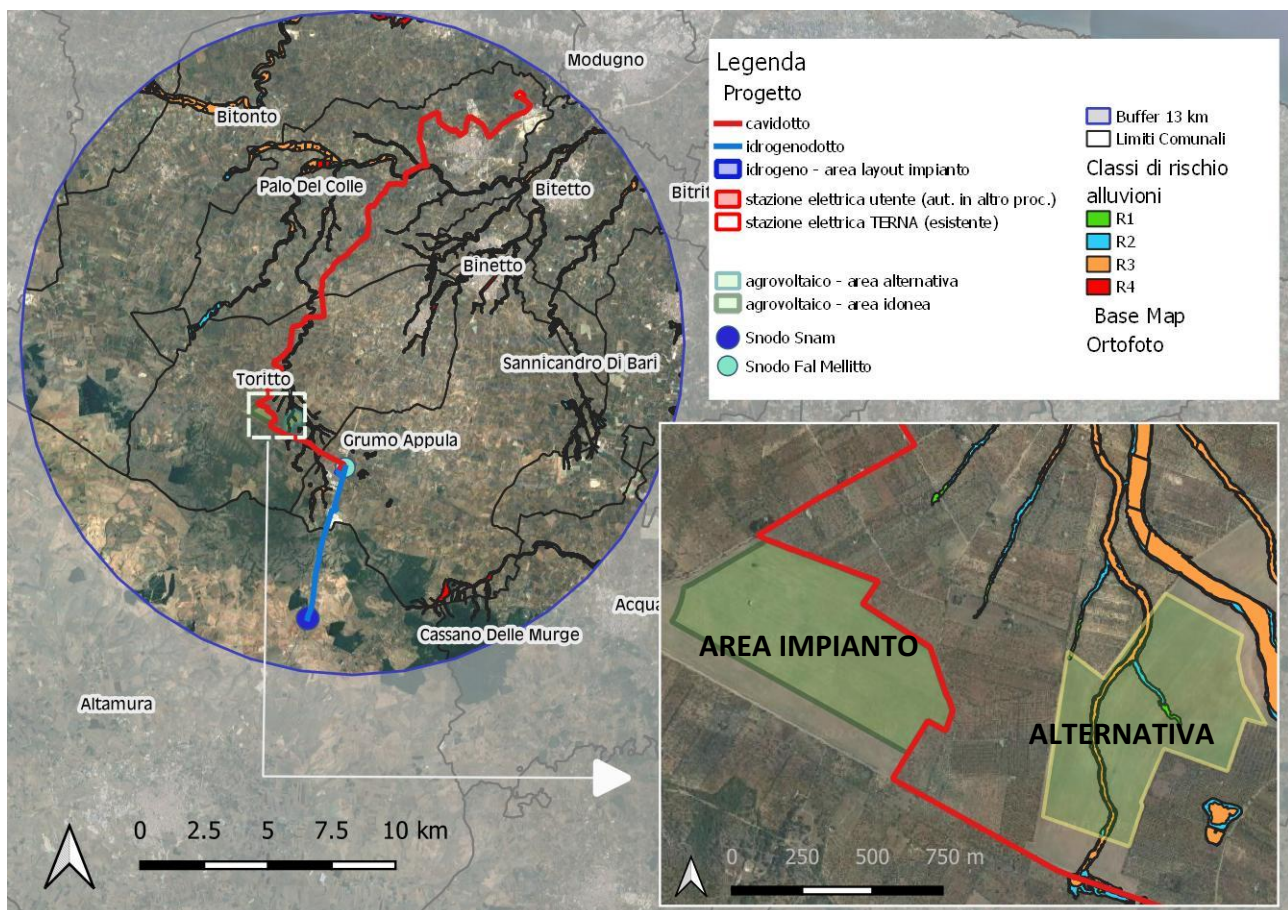 Modugno
Bitonto
Palo Del Colle
Bitetto
Bitrit
Binetto
Sannicandro Di Bari
Toritto
Grumo Appula
Acqua
Cassano Delle Murge
Altamura
0 2.5 5 7.5 10 km
Legenda
Progetto
cavidotto
idrogenodotto
idrogeno - area layout impianto
stazione elettrica utente (aut. in altro proc.)
stazione elettrica TERNA (esistente)
agrovoltaico - area alternativa
agrovoltaico - area idonea
Snodo Snam
Snodo Fal Mellitto
Buffer 13 km
Limiti Comunali
Classi di rischio
alluvioni
R1
R2
R3
R4
Base Map
Ortofoto
AREA IMPIANTO
ALTERNATIVA
0 250 500 750 m